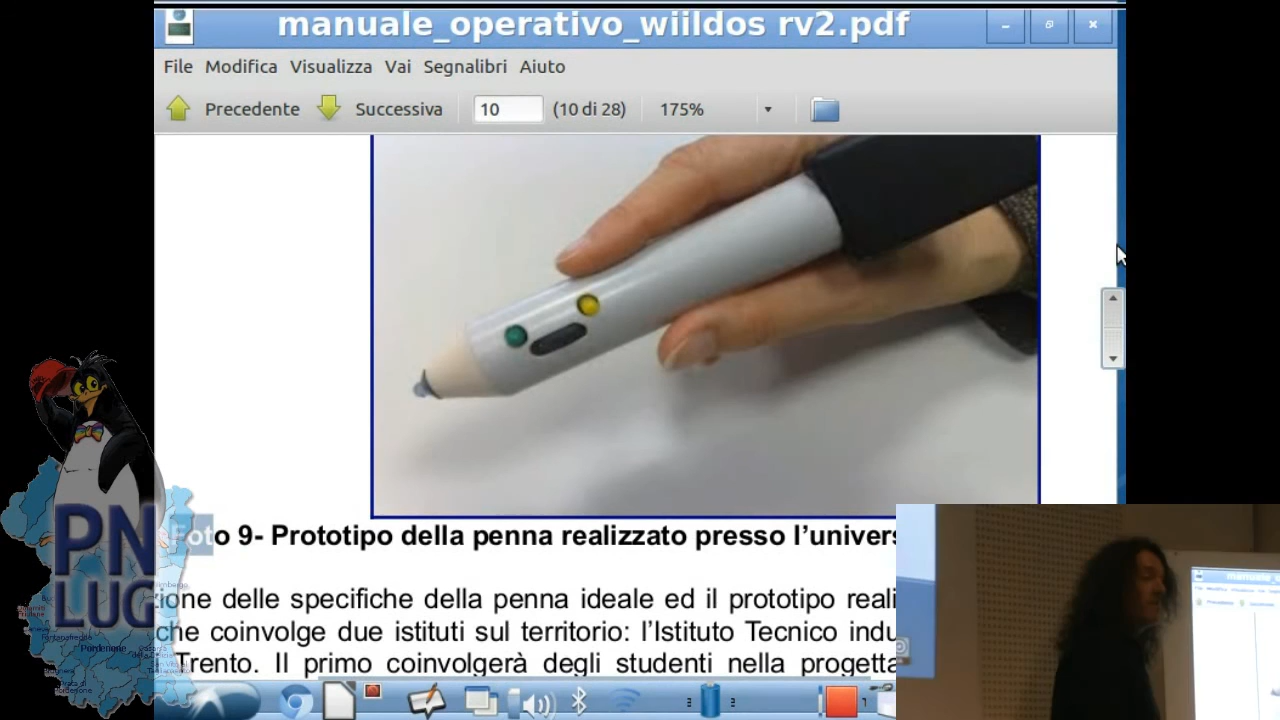 manuale_operativo_wiildos rv2.pdf
File Modifica Visualizza Vai Segnalibri Aiuto
Precedente Successiva 10 (10 di 28) 175%
Foto 9- Prototipo della penna realizzato presso l'univers
zione delle specifiche della penna ideale ed il prototipo reali
che coinvolge due istituti sul territorio: l'Istituto Tecnico indu
Trento. Il primo coinvolgerà degli studenti nella progetta
PN
LUG
Pordenone